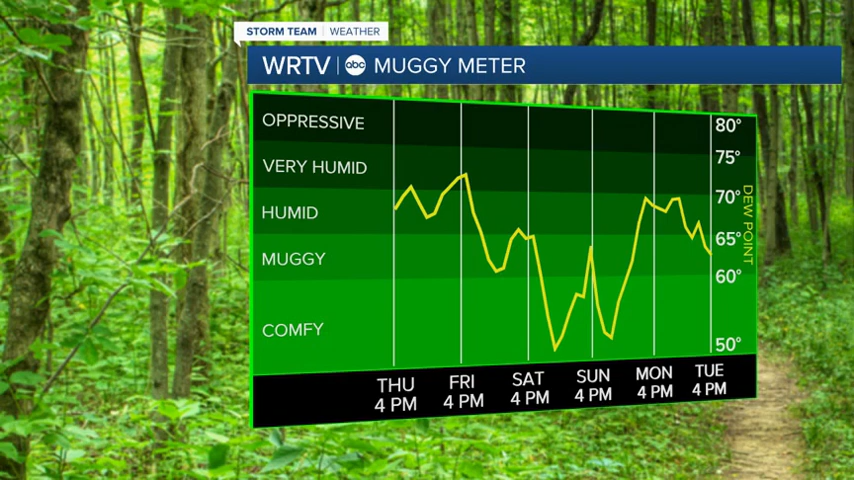 STORM TEAM | WEATHER
WRTV | abc MUGGY METER
OPPRESSIVE
VERY HUMID
HUMID
MUGGY
COMFY
80°
75°
70°
65°
60°
50°
DEW POINT
THU
4 PM
FRI
4 PM
SAT
4 PM
SUN
4 PM
MON
4 PM
TUE
4 PM